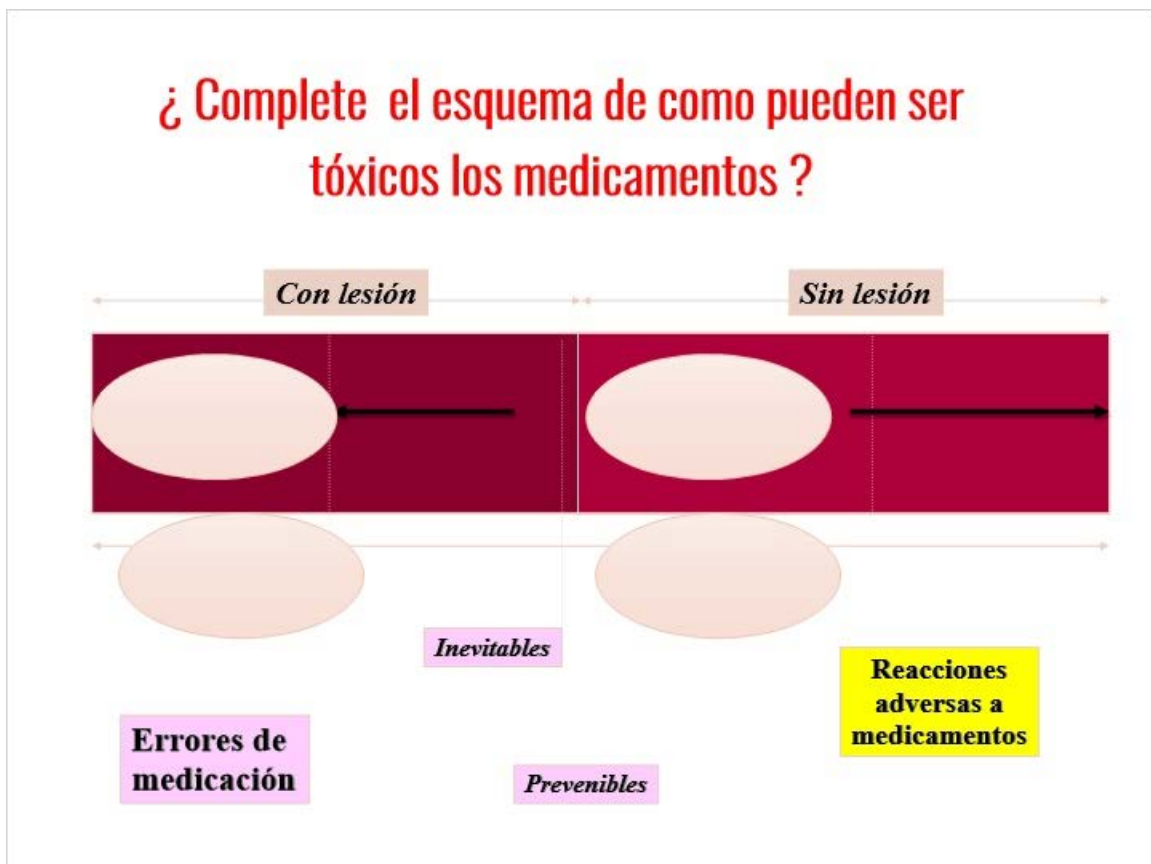 ¿ Complete el esquema de como pueden ser
tóxicos los medicamentos ?
Con lesión
Sin lesión
Inevitables
Reacciones
adversas a
medicamentos
Errores de
medicación
Prevenibles